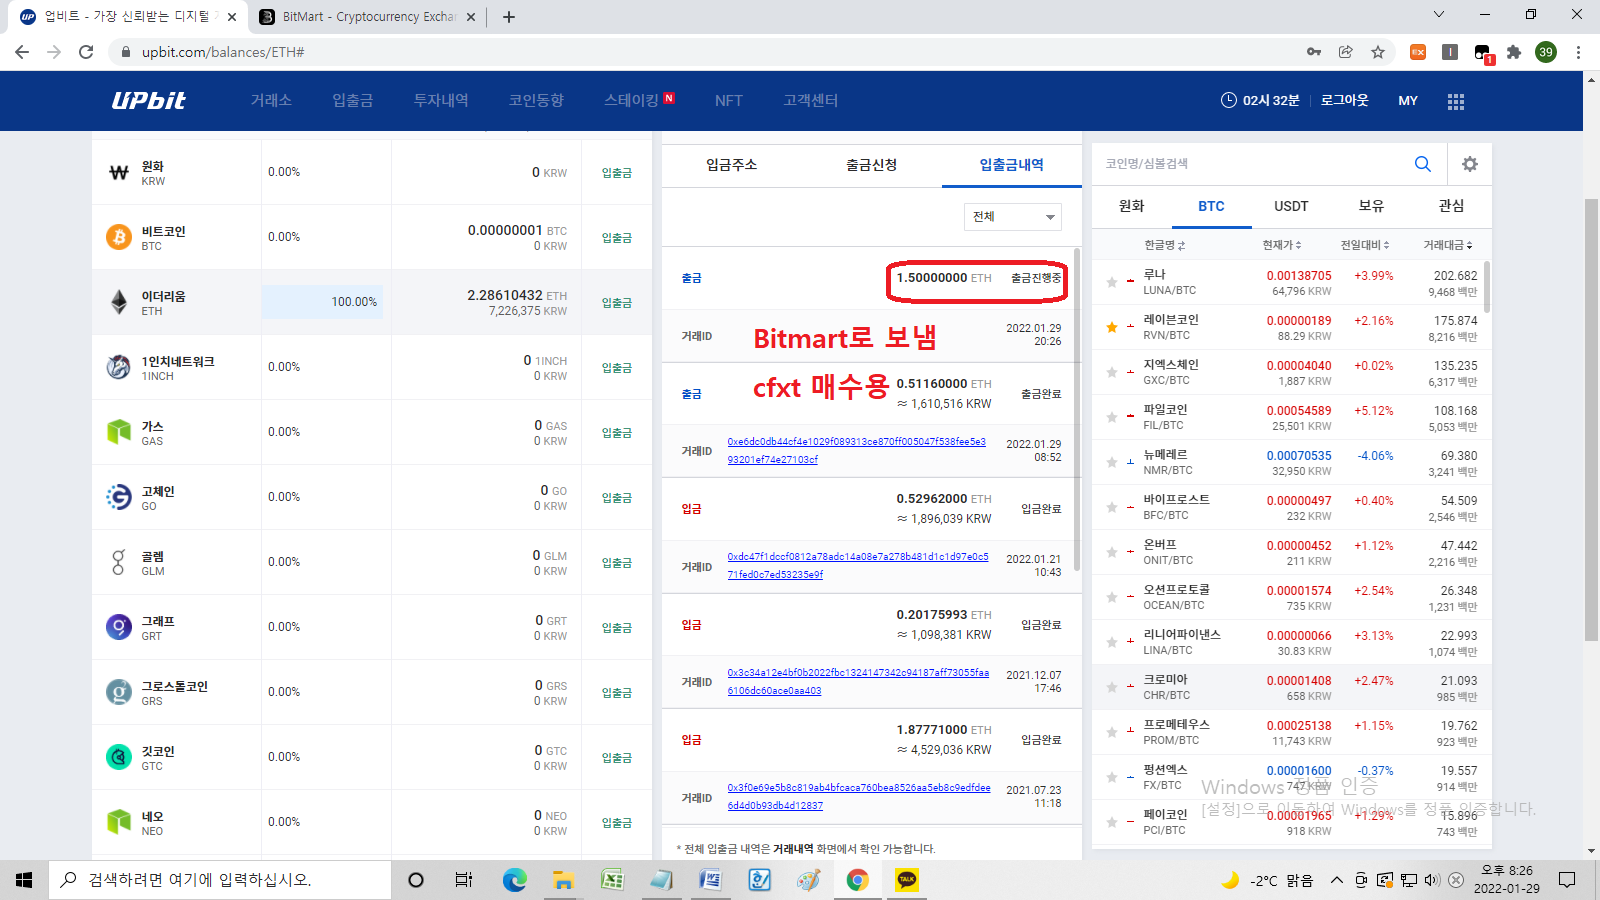 업비트 - 가장 신뢰받는 디지털
BitMart - Cryptocurrency Exchan
upbit.com/balances/ETH#
39
1
UPbit
거래소 입출금 투자내역 코인동향 스테이킹 N NFT 고객센터
02시 32분 로그아웃 MY
원화
KRW
0.00%
0 KRW
입출금
비트코인
BTC
0.00%
0.00000001 BTC
0 KRW
입출금
이더리움
ETH
100.00%
2.28610432 ETH
7,226,375 KRW
입출금
1인치네트워크
1INCH
0.00%
0 1INCH
0 KRW
입출금
가스
GAS
0.00%
0 GAS
0 KRW
입출금
고체인
GO
0.00%
0 GO
0 KRW
입출금
골렘
GLM
0.00%
0 GLM
0 KRW
입출금
그래프
GRT
0.00%
0 GRT
0 KRW
입출금
그로스톨코인
GRS
0.00%
0 GRS
0 KRW
입출금
깃코인
GTC
0.00%
0 GTC
0 KRW
입출금
네오
NEO
0.00%
0 NEO
0 KRW
입출금
입금주소 출금신청 입출금내역
전체
출금 1.50000000 ETH 출금진행중
거래ID 2022.01.29
20:26
Bitmart로 보냄
cfxt 매수용
출금 0.51160000 ETH
≈ 1,610,516 KRW
출금완료
거래ID
0xe6dc0db44cf4e1029f089313ce870ff005047f538fee5e3
93201ef74e27103cf
2022.01.29
08:52
입금 0.52962000 ETH
≈ 1,896,039 KRW
입금완료
거래ID
0xdc47f1dccf0812a78adc14a08e7a278b481d1c1d97e0c5
71fed0c7ed53235e9f
2022.01.21
10:43
입금 0.20175993 ETH
≈ 1,098,381 KRW
입금완료
거래ID
0x3c34a12e4bf0b2022fbc1324147342c94187aff73055faa
6106dc60ace0aa403
2021.12.07
17:46
입금 1.87771000 ETH
≈ 4,529,036 KRW
입금완료
거래ID
0x3f0e69e5b8c819ab4bfcaca760bea8526aa5eb8c9edfdee
6d4d0b93db4d12837
2021.07.23
11:18
* 전체 입출금 내역은 거래내역 화면에서 확인 가능합니다.
코인명/심볼검색
원화 BTC USDT 보유 관심
한글명 현재가 전일대비 거래대금
루나 0.00138705 +3.99% 202.682
LUNA/BTC 64,796 KRW 9,468 백만
레이븐코인 0.00000189 +2.16% 175.874
RVN/BTC 88.29 KRW 8,216 백만
지엑스체인 0.00004040 +0.02% 135.235
GXC/BTC 1,887 KRW 6,317 백만
파일코인 0.00054589 +5.12% 108.168
FIL/BTC 25,501 KRW 5,053 백만
뉴메레르 0.00070535 -4.06% 69.380
NMR/BTC 32,950 KRW 3,241 백만
바이프로스트 0.00000497 +0.40% 54.509
BFC/BTC 232 KRW 2,546 백만
온버프 0.00000452 +1.12% 47.442
ONIT/BTC 211 KRW 2,216 백만
오션프로토콜 0.00001574 +2.54% 26.348
OCEAN/BTC 735 KRW 1,231 백만
리니어파이낸스 0.00000066 +3.13% 22.993
LINA/BTC 30.83 KRW 1,074 백만
크로미아 0.00001408 +2.47% 21.093
CHR/BTC 658 KRW 985 백만
프로메테우스 0.00025138 +1.15% 19.762
PROM/BTC 11,743 KRW 923 백만
펑션엑스 0.00001600 -0.37% 19.557
FX/BTC 747 KRW 914 백만
페이코인 0.00001965 +1.29% 15.896
PCI/BTC 918 KRW 743 백만
Windows 정품 인증
[설정]으로 이동하여 Windows를 정품 인증합니다.
검색하려면 여기에 입력하십시오.
TALK
-2°C 맑음
오후 8:26
2022-01-29